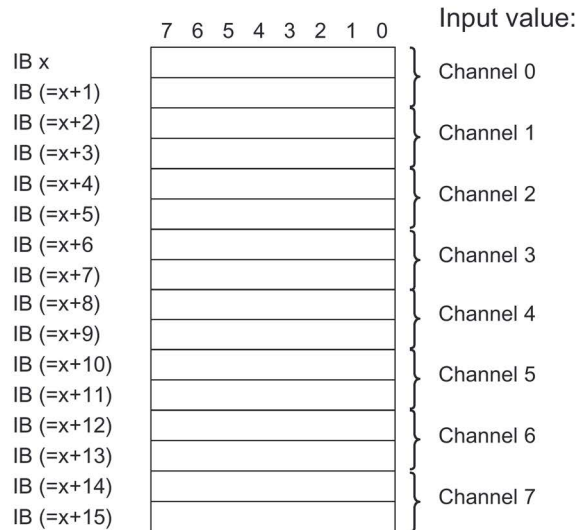 Input value:
7 6 5 4 3 2 1 0
IB x
Channel 0
IB (=x+1)
IB (=x+2)
Channel 1
IB (=x+3)
IB (=x+4)
Channel 2
IB (=x+5)
IB (=x+6
Channel 3
IB (=x+7)
IB (=x+8)
Channel 4
IB (=x+9)
IB (=x+10)
Channel 5
IB (=x+11)
IB (=x+12)
Channel 6
IB (=x+13)
IB (=x+14)
Channel 7
IB (=x+15)